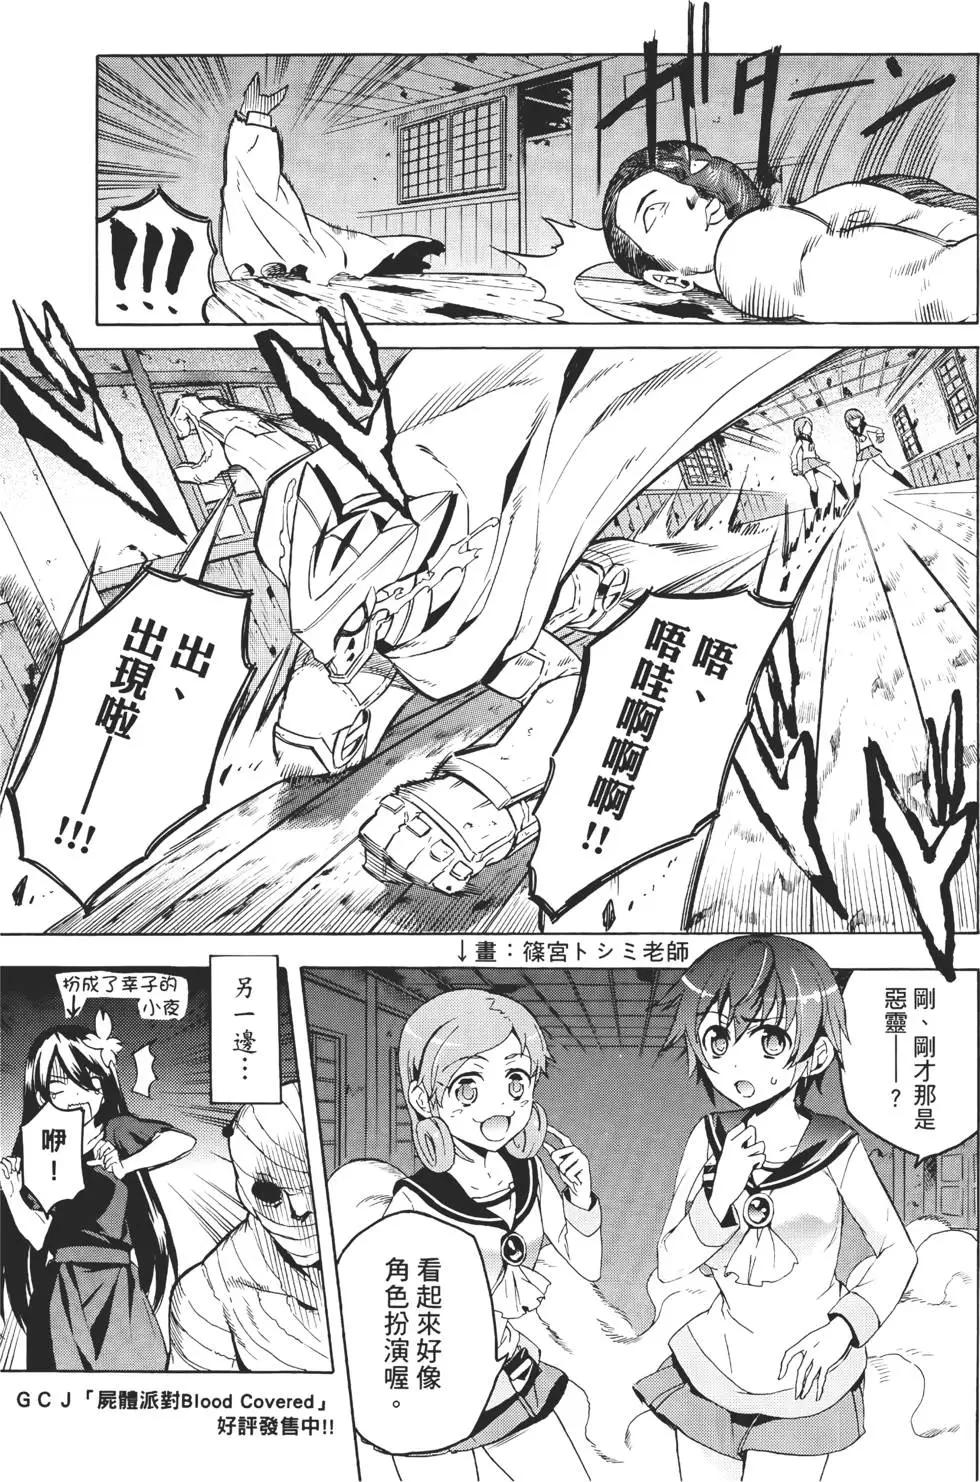 ガターン
!!!
唔、
唔哇啊啊啊啊!!
出、
出現啦——!!!
↓畫：篠宮トシミ老師
剛、剛才那是
惡靈——?
看起來好像
角色扮演喔。
另一邊…
扮成了幸子的
小夜
咿！
GCJ「屍體派對Blood Covered」
好評發售中!!